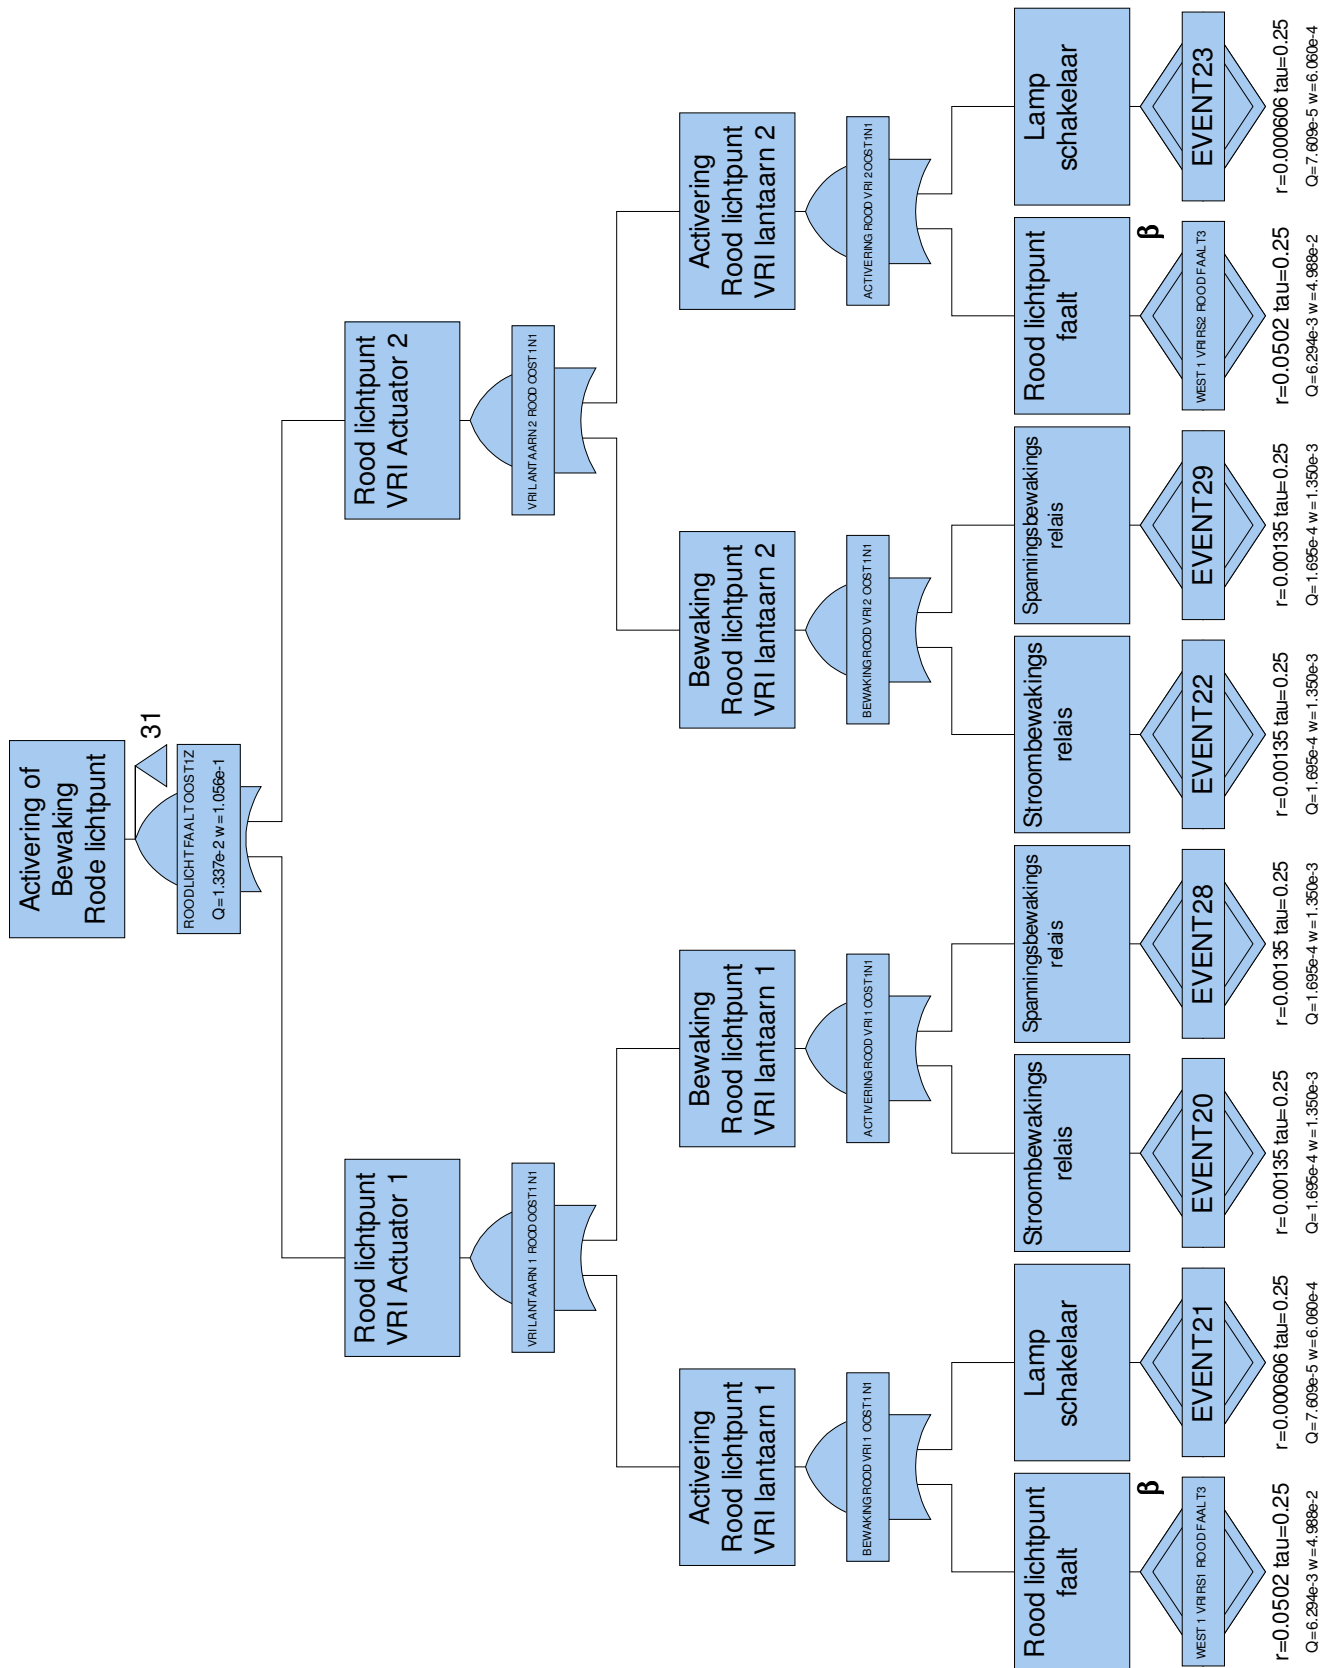 Activering of
Bewaking
Rode lichtpunt
31
ROODLICHT FAALT OOST1Z
Q=1.337e-2 w=1.056e-1
Rood lichtpunt
VRI Actuator 1
VRI LANTAARN 1 ROOD OOST1N1
Rood lichtpunt
VRI Actuator 2
VRI LANTAARN 2 ROOD OOST1N1
Activering
Rood lichtpunt
VRI lantaarn 1
BEWAKING ROOD VRI 1 OOST1N1
Bewaking
Rood lichtpunt
VRI lantaarn 1
ACTIVERING ROOD VRI 1 OOST1N1
Bewaking
Rood lichtpunt
VRI lantaarn 2
BEWAKING ROOD VRI 2 OOST1N1
Activering
Rood lichtpunt
VRI lantaarn 2
ACTIVERING ROOD VRI 2 OOST1N1
Rood lichtpunt
faalt
β
WEST 1 VRI RS1 ROOD FAALT3
r=0.0502 tau=0.25
Q=6.294e-3 w=4.988e-2
Lamp
schakelaar
EVENT21
r=0.000606 tau=0.25
Q=7.609e-5 w=6.060e-4
Stroombewakings
relais
EVENT20
r=0.00135 tau=0.25
Q=1.695e-4 w=1.350e-3
Spanningsbewakings
relais
EVENT28
r=0.00135 tau=0.25
Q=1.695e-4 w=1.350e-3
Stroombewakings
relais
EVENT22
r=0.00135 tau=0.25
Q=1.695e-4 w=1.350e-3
Spanningsbewakings
relais
EVENT29
r=0.00135 tau=0.25
Q=1.695e-4 w=1.350e-3
Rood lichtpunt
faalt
β
WEST 1 VRI RS2 ROOD FAALT3
r=0.0502 tau=0.25
Q=6.294e-3 w=4.988e-2
Lamp
schakelaar
EVENT23
r=0.000606 tau=0.25
Q=7.609e-5 w=6.060e-4